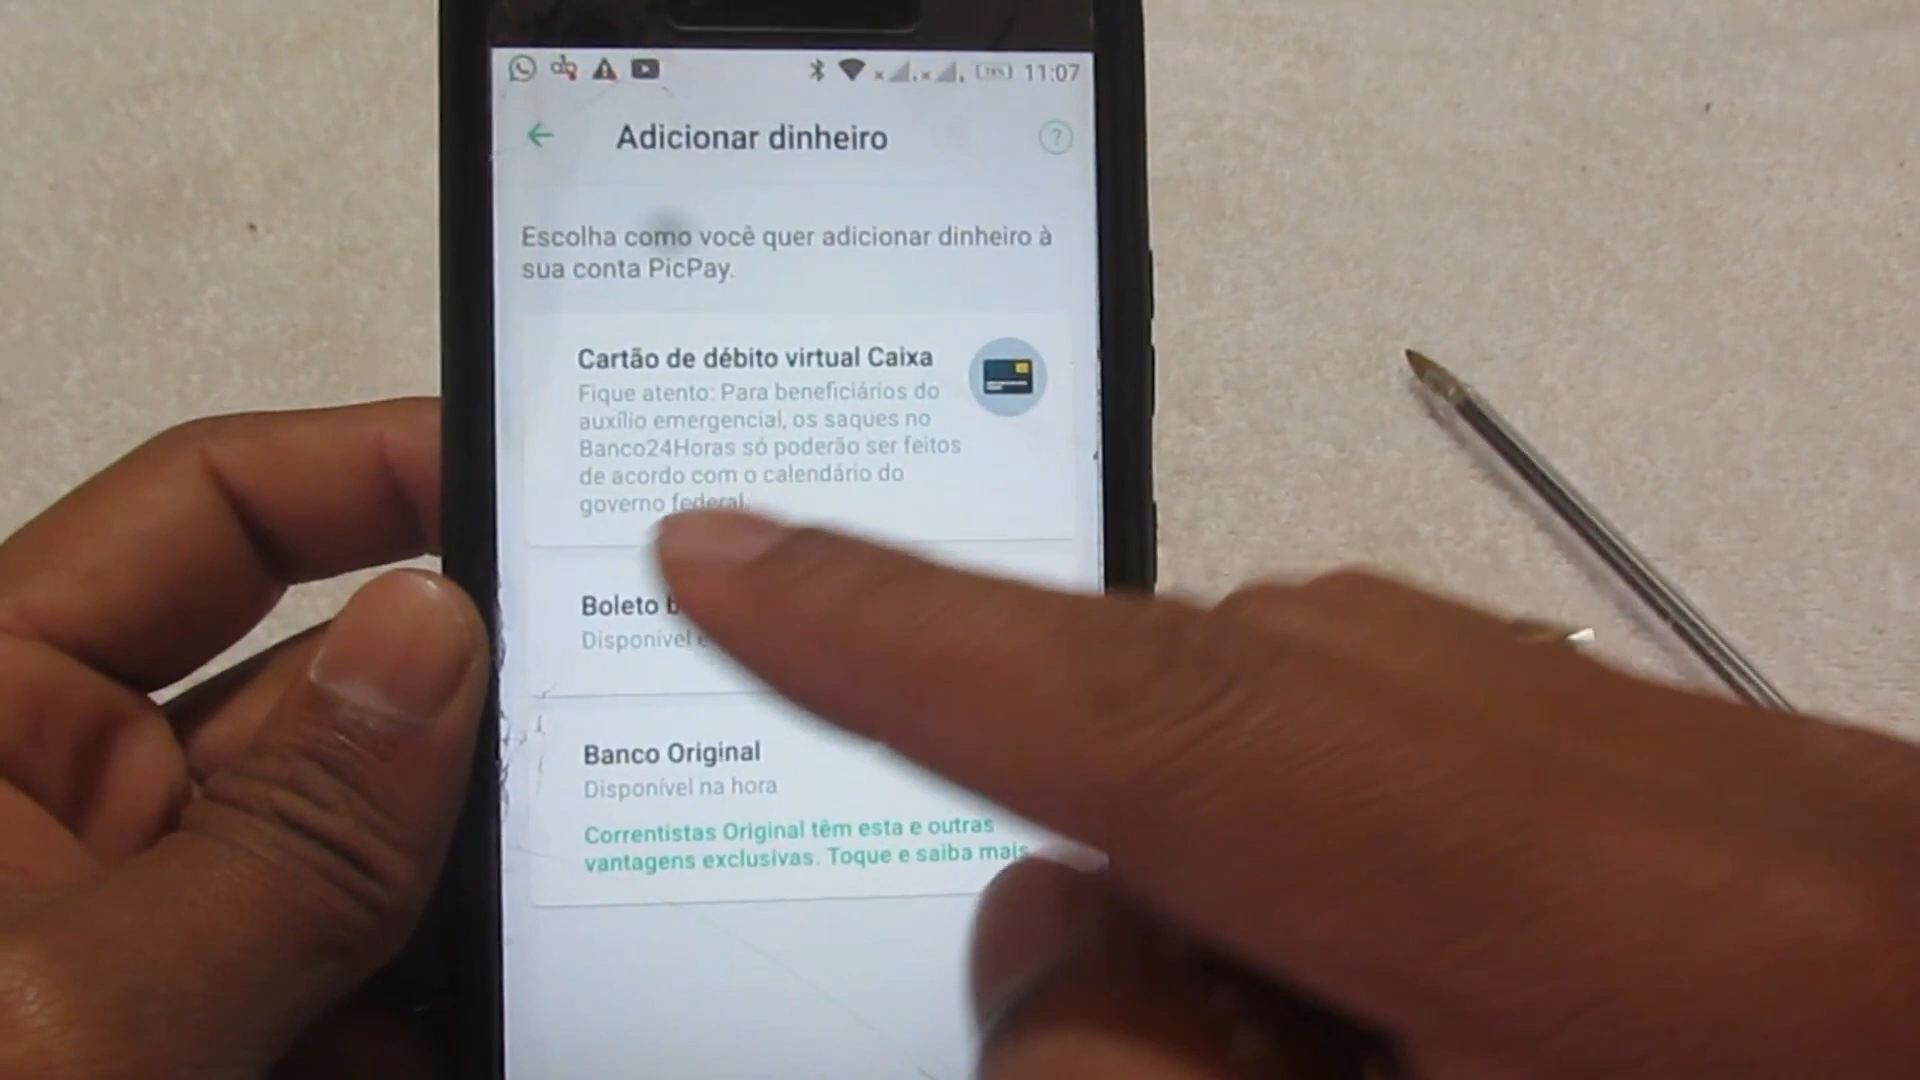 11:07
Adicionar dinheiro
?
Escolha como você quer adicionar dinheiro à
sua conta PicPay.
Cartão de débito virtual Caixa
Fique atento: Para beneficiários do
auxílio emergencial, os saques no
Banco24Horas só poderão ser feitos
de acordo com o calendário do
governo federal.
Boleto
Disponível
Banco Original
Disponível na hora
Correntistas Original têm esta e outras
vantagens exclusivas. Toque e saiba mais